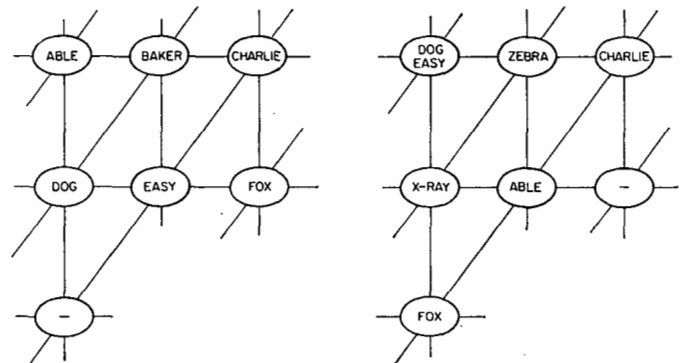 ABLE BAKER CHARLIE
DOG EASY FOX
–
DOG
EASY
ZEBRA CHARLIE
X-RAY ABLE –
FOX